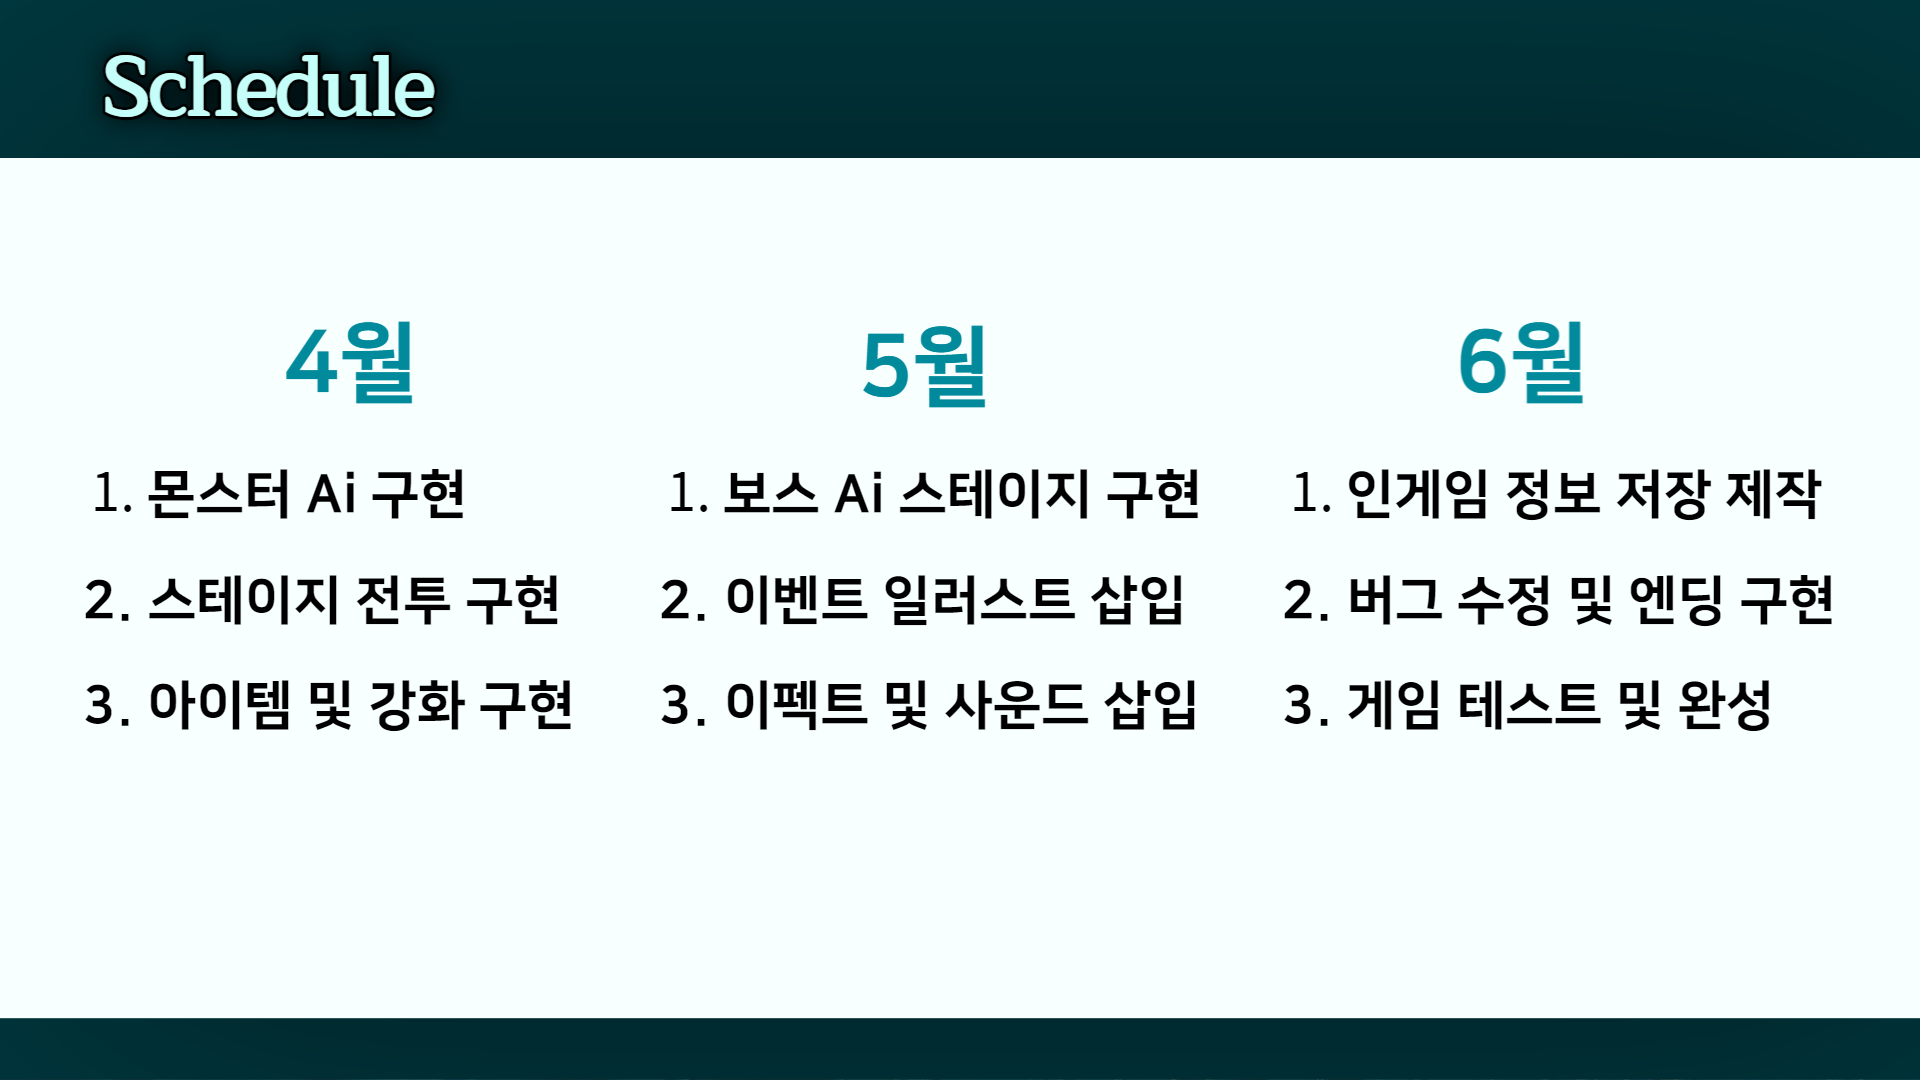 Schedule
4월
1. 몬스터 Ai 구현
2. 스테이지 전투 구현
3. 아이템 및 강화 구현
5월
1. 보스 Ai 스테이지 구현
2. 이벤트 일러스트 삽입
3. 이펙트 및 사운드 삽입
6월
1. 인게임 정보 저장 제작
2. 버그 수정 및 엔딩 구현
3. 게임 테스트 및 완성